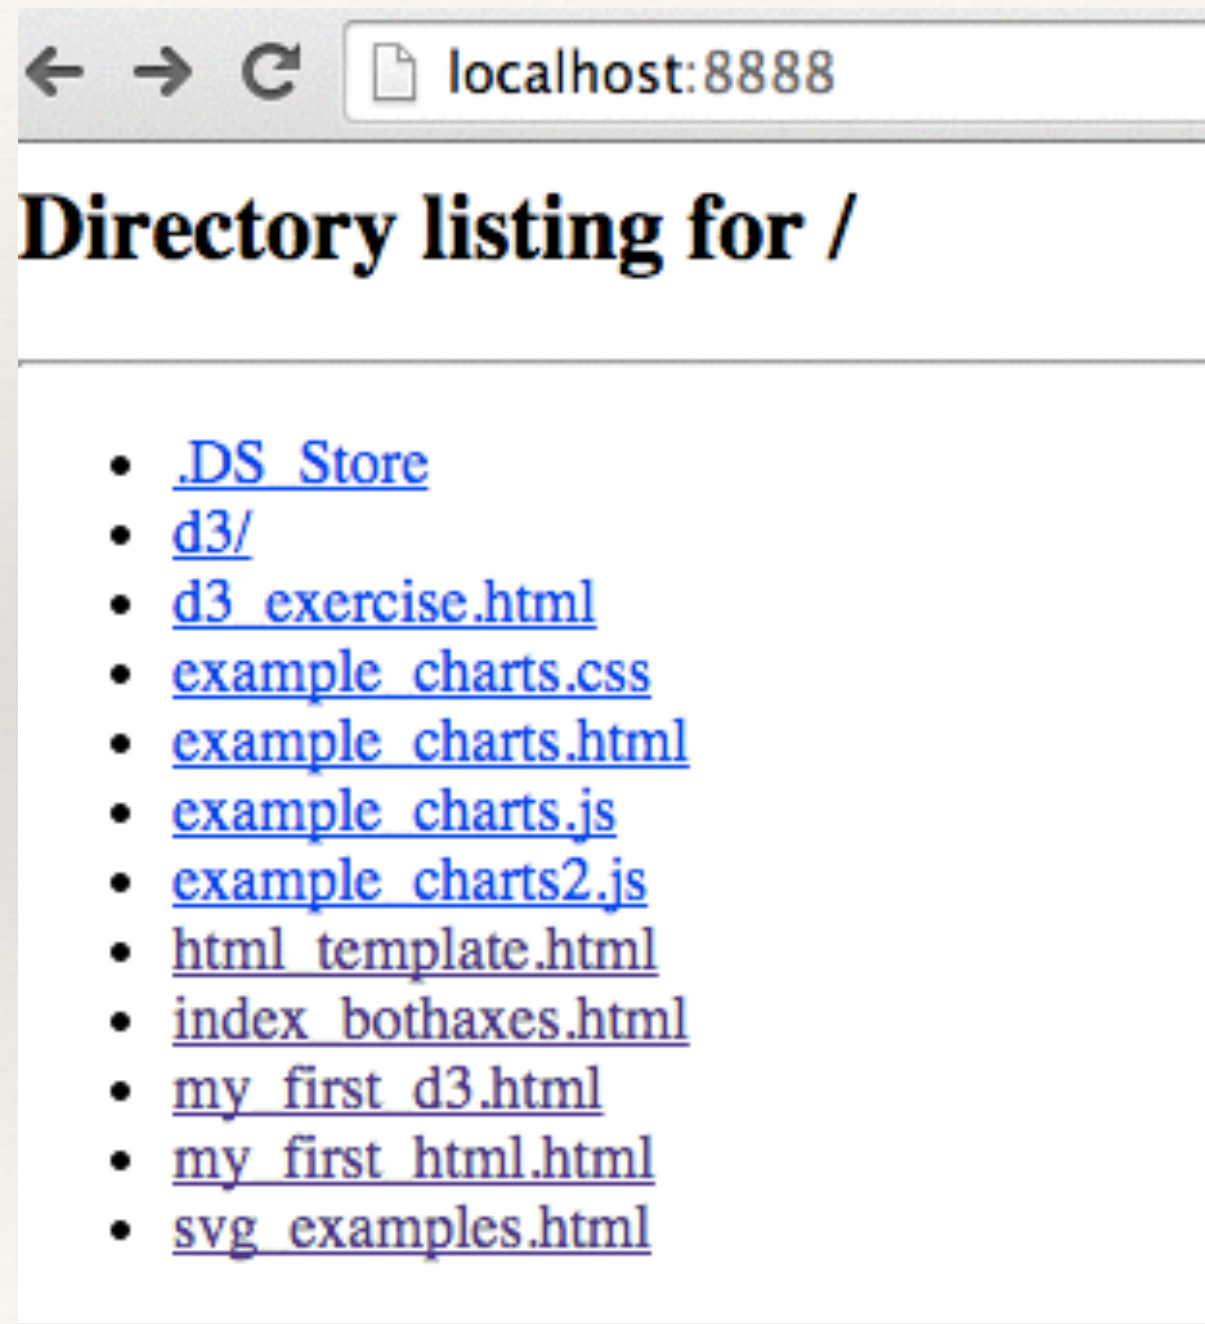 localhost:8888
Directory listing for /
.DS_Store
d3/
d3_exercise.html
example_charts.css
example_charts.html
example_charts.js
example_charts2.js
html_template.html
index_bothaxes.html
my_first_d3.html
my_first_html.html
svg_examples.html